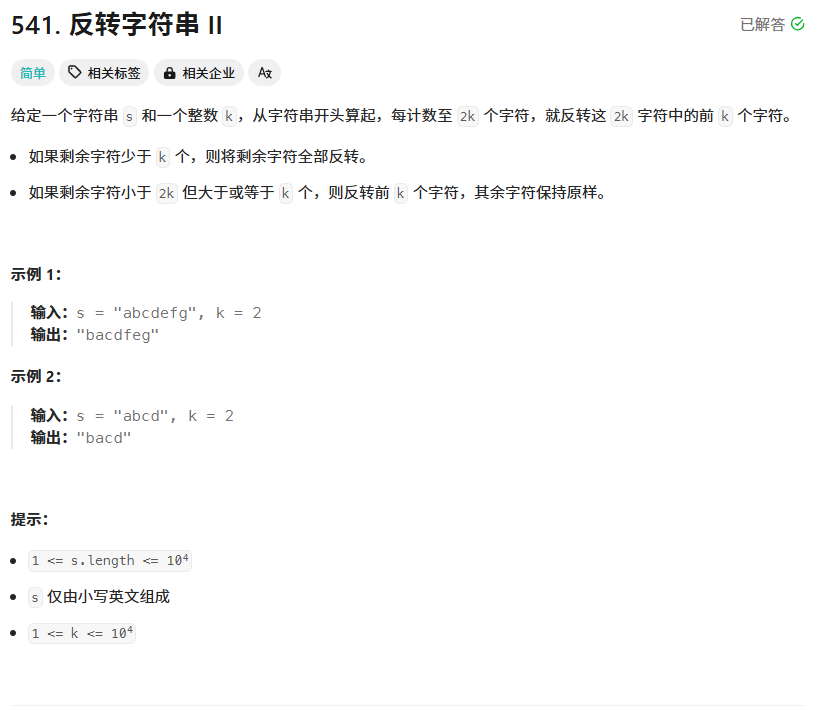 541. 反转字符串 II
已解答
简单 相关标签 相关企业
给定一个字符串 s 和一个整数 k，从字符串开头算起，每计数至 2k 个字符，就反转这 2k 字符中的前 k 个字符。
如果剩余字符少于 k 个，则将剩余字符全部反转。
如果剩余字符小于 2k 但大于或等于 k 个，则反转前 k 个字符，其余字符保持原样。
示例 1：
输入：s = "abcdefg", k = 2
输出："bacdfeg"
示例 2：
输入：s = "abcd", k = 2
输出："bacd"
提示：
1 <= s.length <= 10⁴
s 仅由小写英文组成
1 <= k <= 10⁴